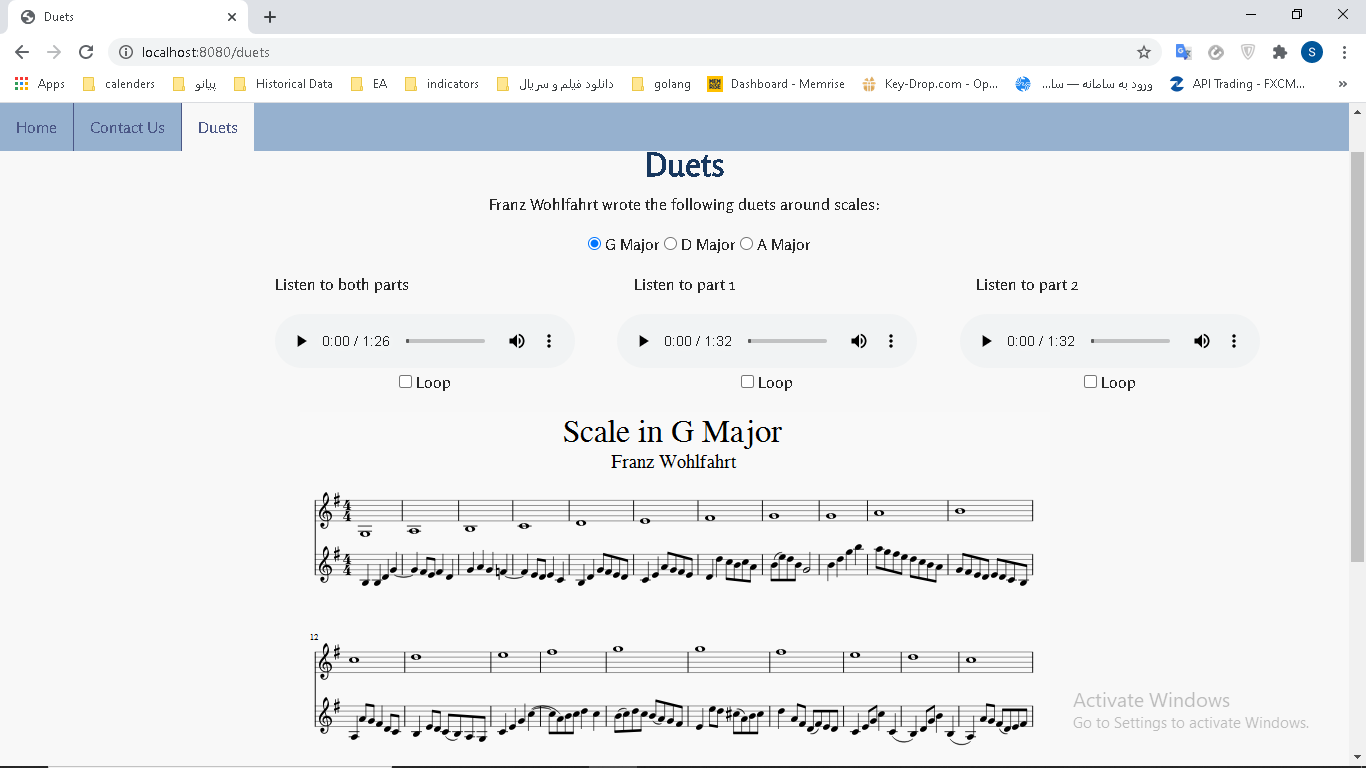 Duets
localhost:8080/duets
Apps calenders پیانو Historical Data EA indicators دانلود فیلم و سریال golang Dashboard - Memrise Key-Drop.com - Op... ورود به سامانه — سا... API Trading - FXCM... »
Home Contact Us Duets
Duets
Franz Wohlfahrt wrote the following duets around scales:
G Major D Major A Major
Listen to both parts Listen to part 1 Listen to part 2
0:00 / 1:26 0:00 / 1:32 0:00 / 1:32
Loop Loop Loop
Scale in G Major
Franz Wohlfahrt
12
Activate Windows
Go to Settings to activate Windows.